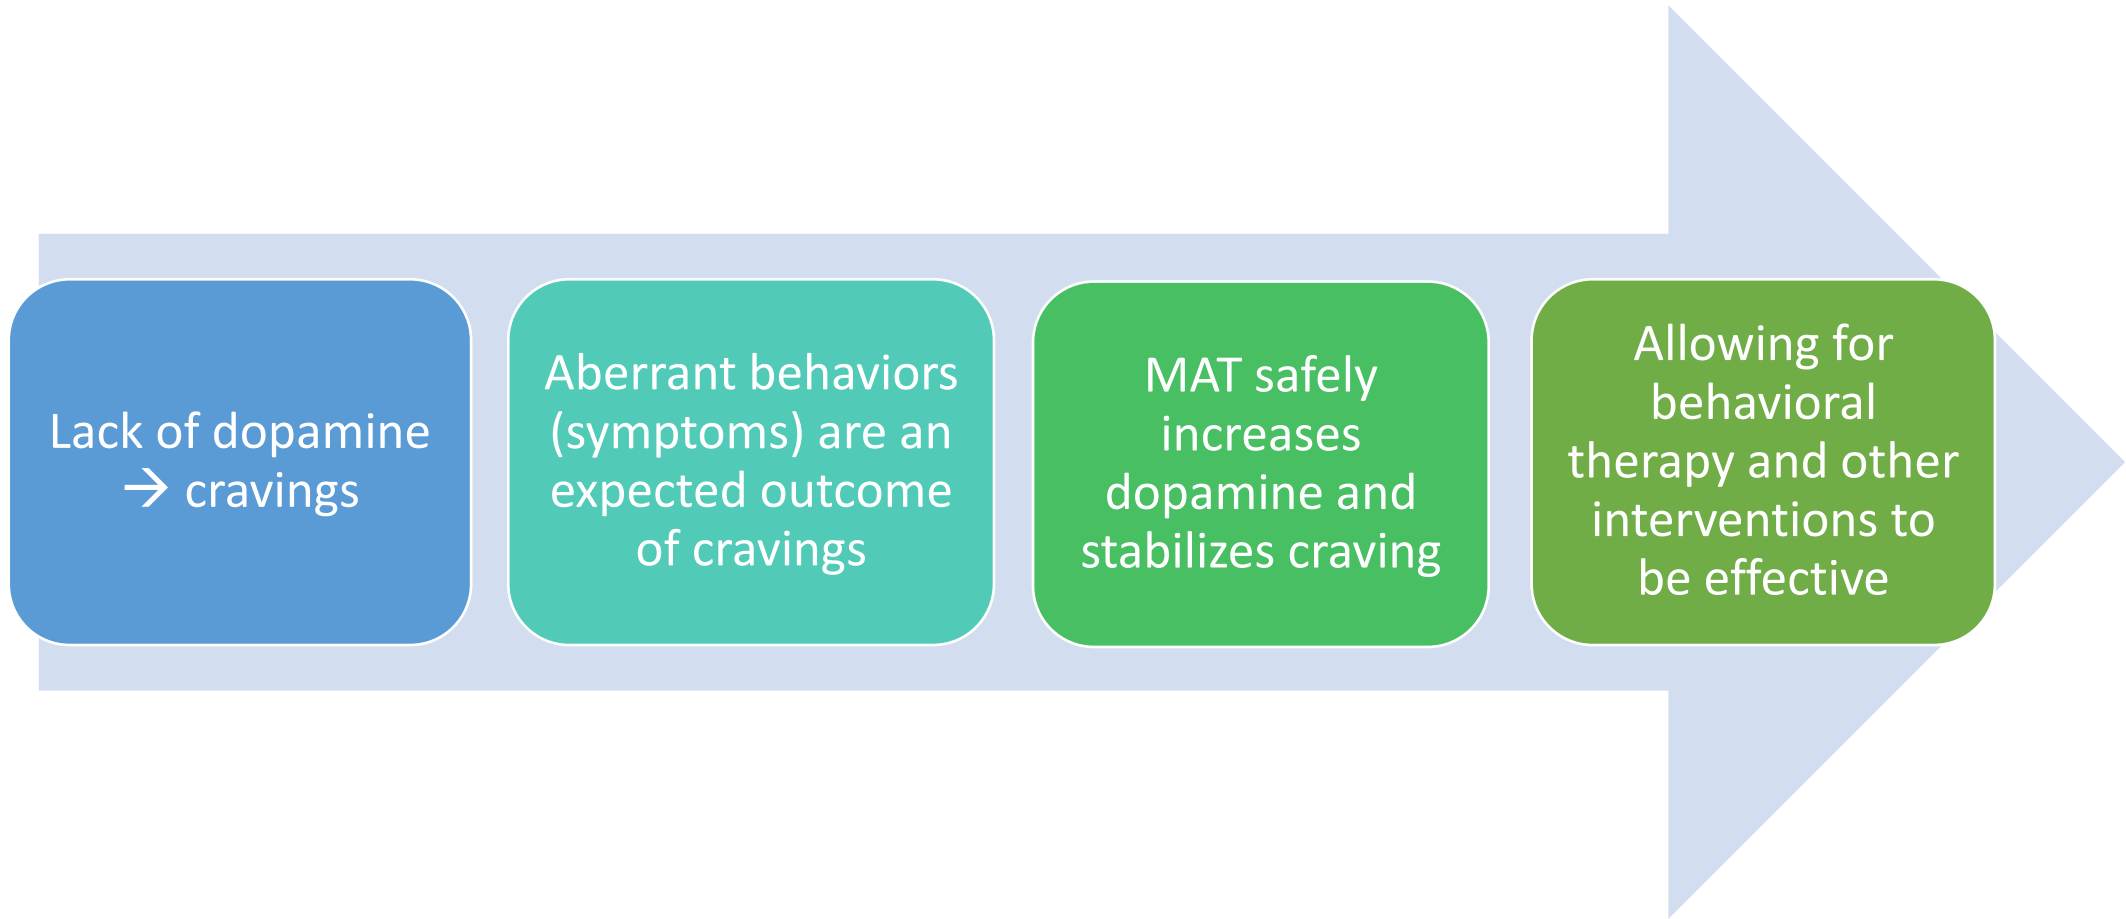 Lack of dopamine
→ cravings
Aberrant behaviors
(symptoms) are an
expected outcome
of cravings
MAT safely
increases
dopamine and
stabilizes craving
Allowing for
behavioral
therapy and other
interventions to
be effective